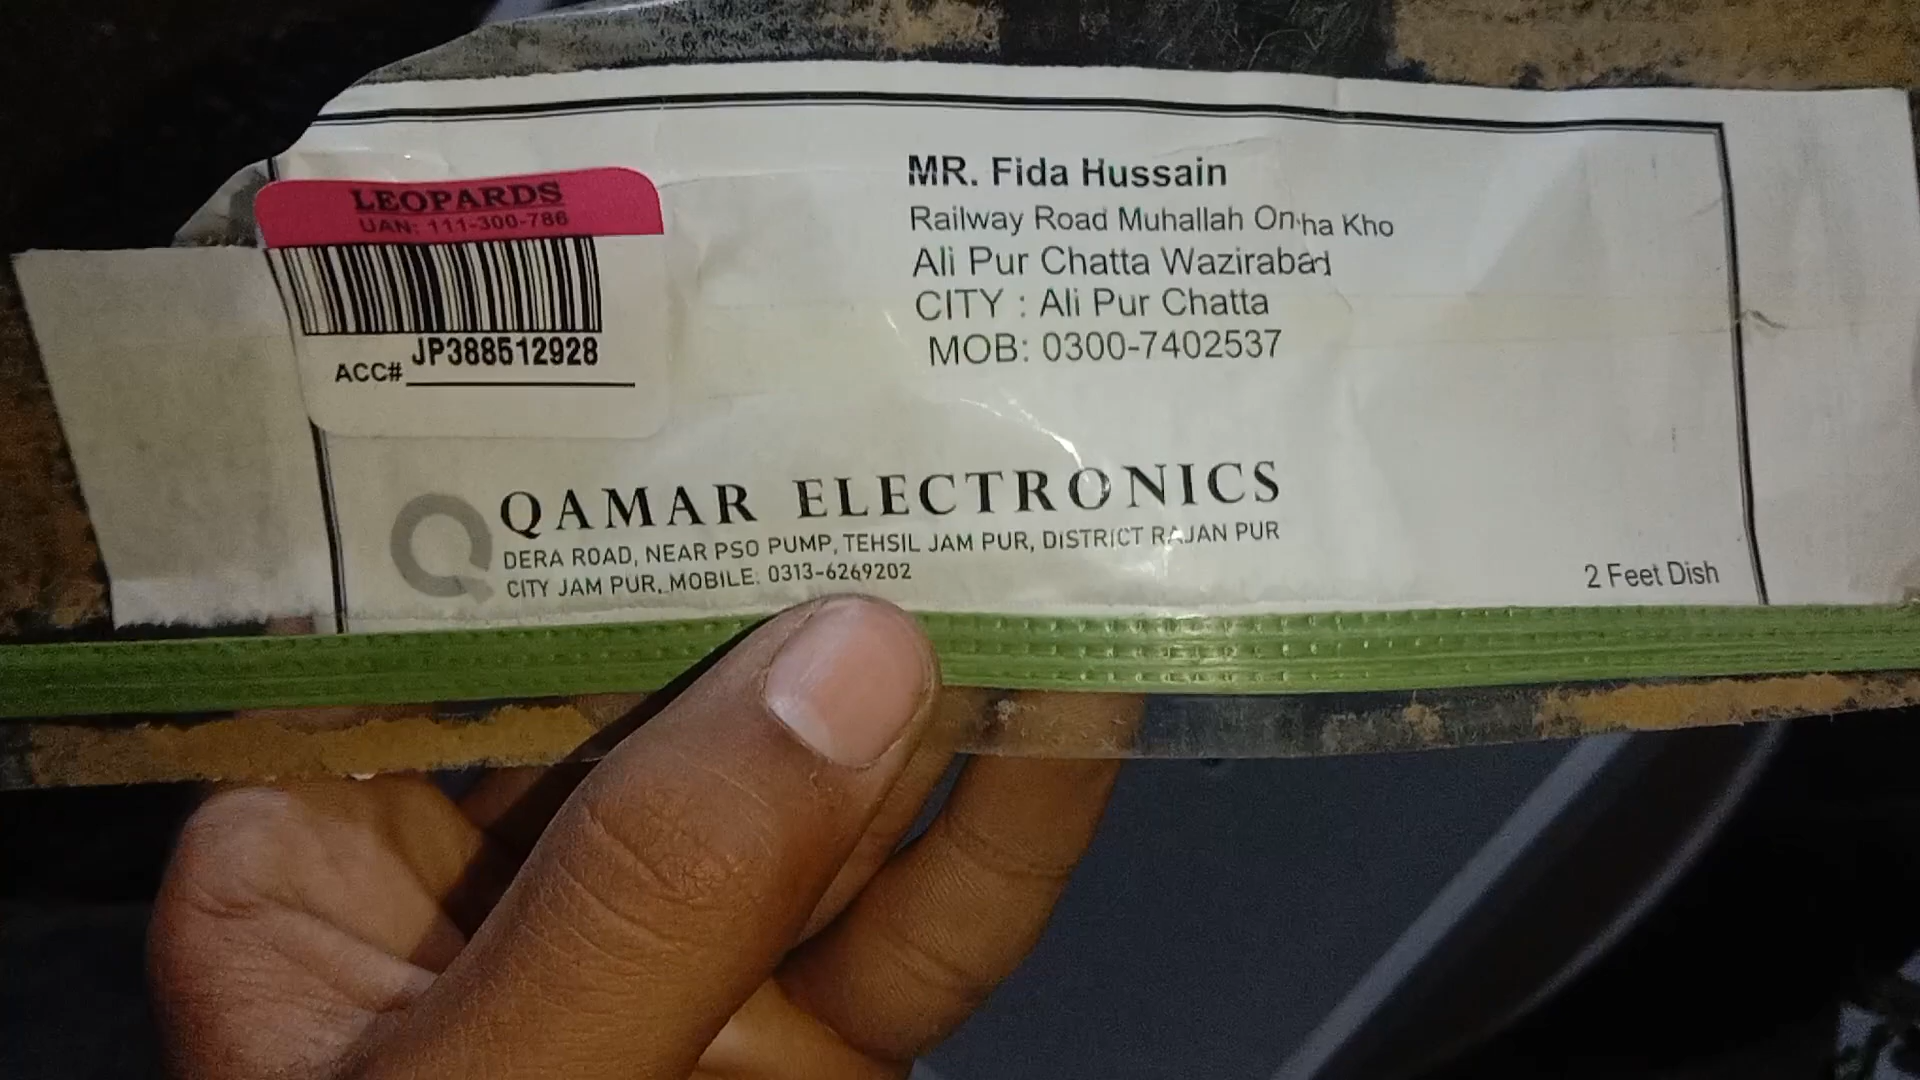 LEOPARDS
UAN: 111-300-786
JP388512928
ACC#
MR. Fida Hussain
Railway Road Muhallah Kho
Ali Pur Chatta Wazirabad
CITY : Ali Pur Chatta
MOB: 0300-7402537
QAMAR ELECTRONICS
DERA ROAD, NEAR PSO PUMP, TEHSIL JAM PUR, DISTRICT RAJAN PUR
CITY JAM PUR, MOBILE: 0313-6269202
2 Feet Dish